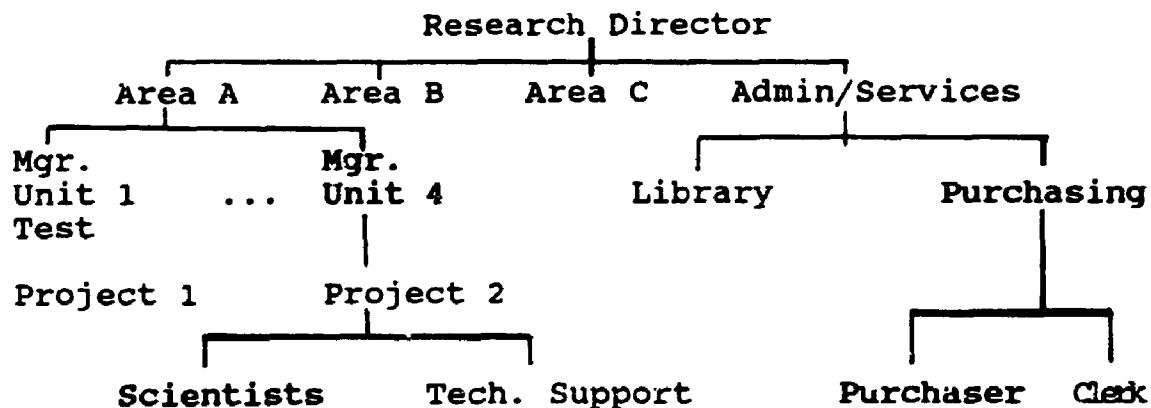 Research Director
Area A Area B Area C Admin/Services
Mgr. Mgr.
Unit 1 ... Unit 4 Library Purchasing
Test
Project 1 Project 2
Scientists Tech. Support Purchaser Clerk